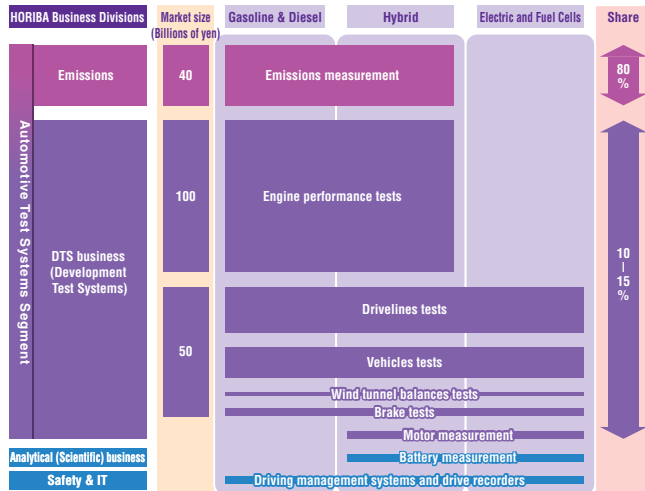 HORIBA Business Divisions
Market size
(Billions of yen)
Gasoline & Diesel
Hybrid
Electric and Fuel Cells
Share
Automotive Test Systems Segment
Emissions
40
Emissions measurement
80
%
DTS business
(Development
Test Systems)
100
Engine performance tests
10
|
15
%
50
Drivelines tests
Vehicles tests
Wind tunnel balances tests
Brake tests
Motor measurement
Analytical (Scientific) business
Battery measurement
Safety & IT
Driving management systems and drive recorders